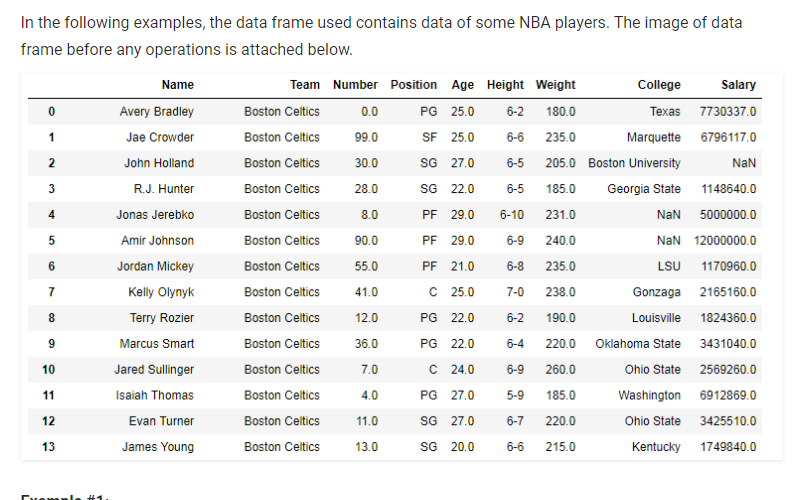 In the following examples, the data frame used contains data of some NBA players. The image of data
frame before any operations is attached below.
Name Team Number Position Age Height Weight College Salary
0 Avery Bradley Boston Celtics 0.0 PG 25.0 6-2 180.0 Texas 7730337.0
1 Jae Crowder Boston Celtics 99.0 SF 25.0 6-6 235.0 Marquette 6796117.0
2 John Holland Boston Celtics 30.0 SG 27.0 6-5 205.0 Boston University NaN
3 R.J. Hunter Boston Celtics 28.0 SG 22.0 6-5 185.0 Georgia State 1148640.0
4 Jonas Jerebko Boston Celtics 8.0 PF 29.0 6-10 231.0 NaN 5000000.0
5 Amir Johnson Boston Celtics 90.0 PF 29.0 6-9 240.0 NaN 12000000.0
6 Jordan Mickey Boston Celtics 55.0 PF 21.0 6-8 235.0 LSU 1170960.0
7 Kelly Olynyk Boston Celtics 41.0 C 25.0 7-0 238.0 Gonzaga 2165160.0
8 Terry Rozier Boston Celtics 12.0 PG 22.0 6-2 190.0 Louisville 1824360.0
9 Marcus Smart Boston Celtics 36.0 PG 22.0 6-4 220.0 Oklahoma State 3431040.0
10 Jared Sullinger Boston Celtics 7.0 C 24.0 6-9 260.0 Ohio State 2569260.0
11 Isaiah Thomas Boston Celtics 4.0 PG 27.0 5-9 185.0 Washington 6912869.0
12 Evan Turner Boston Celtics 11.0 SG 27.0 6-7 220.0 Ohio State 3425510.0
13 James Young Boston Celtics 13.0 SG 20.0 6-6 215.0 Kentucky 1749840.0
Example #1: